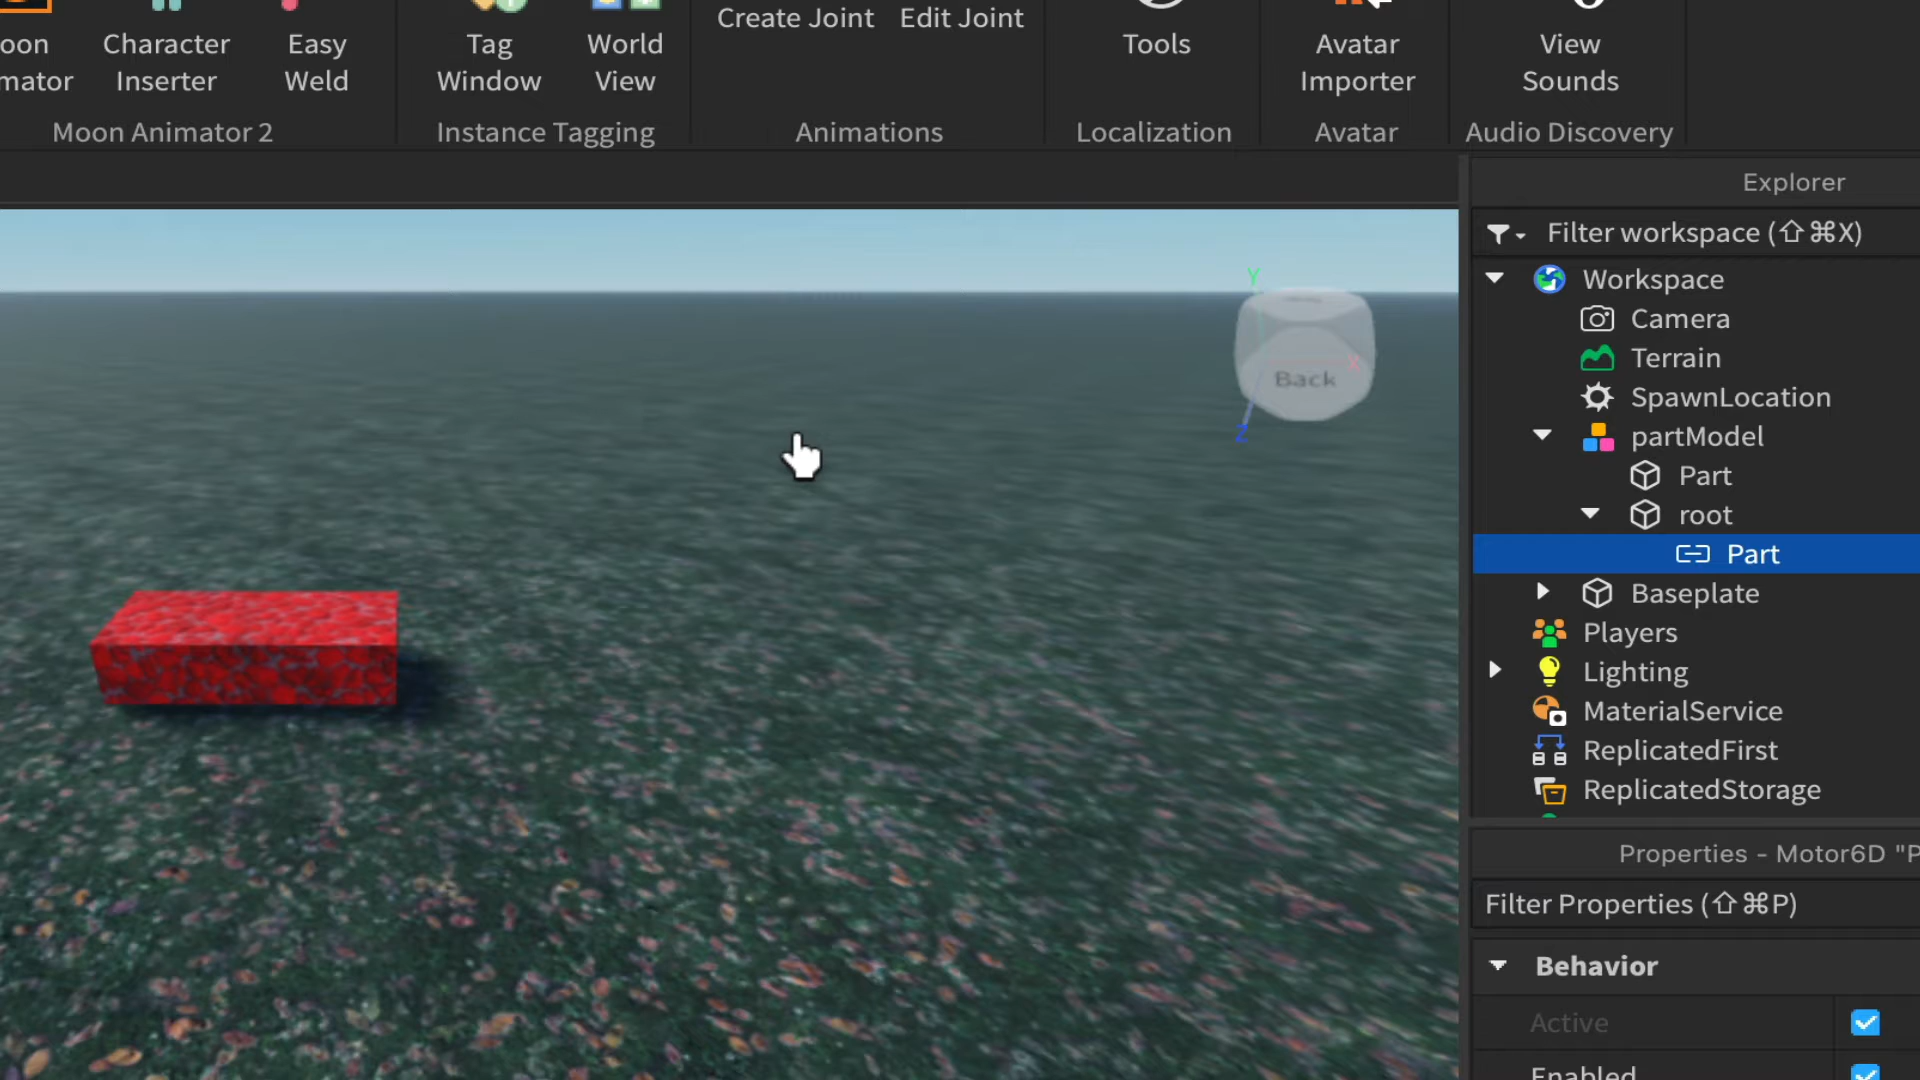 Create Joint Edit Joint
oon Character Easy Tag World Tools Avatar View
mator Inserter Weld Window View Importer Sounds
Moon Animator 2 Instance Tagging Animations Localization Avatar Audio Discovery
Explorer
Filter workspace (⇧⌘X)
Workspace
Camera
Terrain
SpawnLocation
partModel
Part
root
Part
Baseplate
Players
Lighting
MaterialService
ReplicatedFirst
ReplicatedStorage
Y
X
Back
Z
Properties - Motor6D "P
Filter Properties (⇧⌘P)
Behavior
Active
Enabled